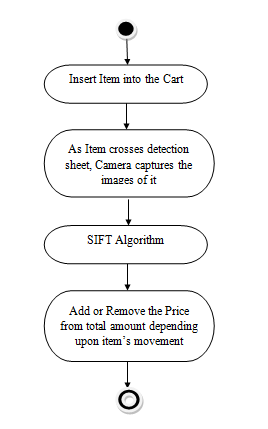 Insert Item into the Cart
As Item crosses detection
sheet, Camera captures the
images of it
SIFT Algorithm
Add or Remove the Price
from total amount depending
upon item's movement